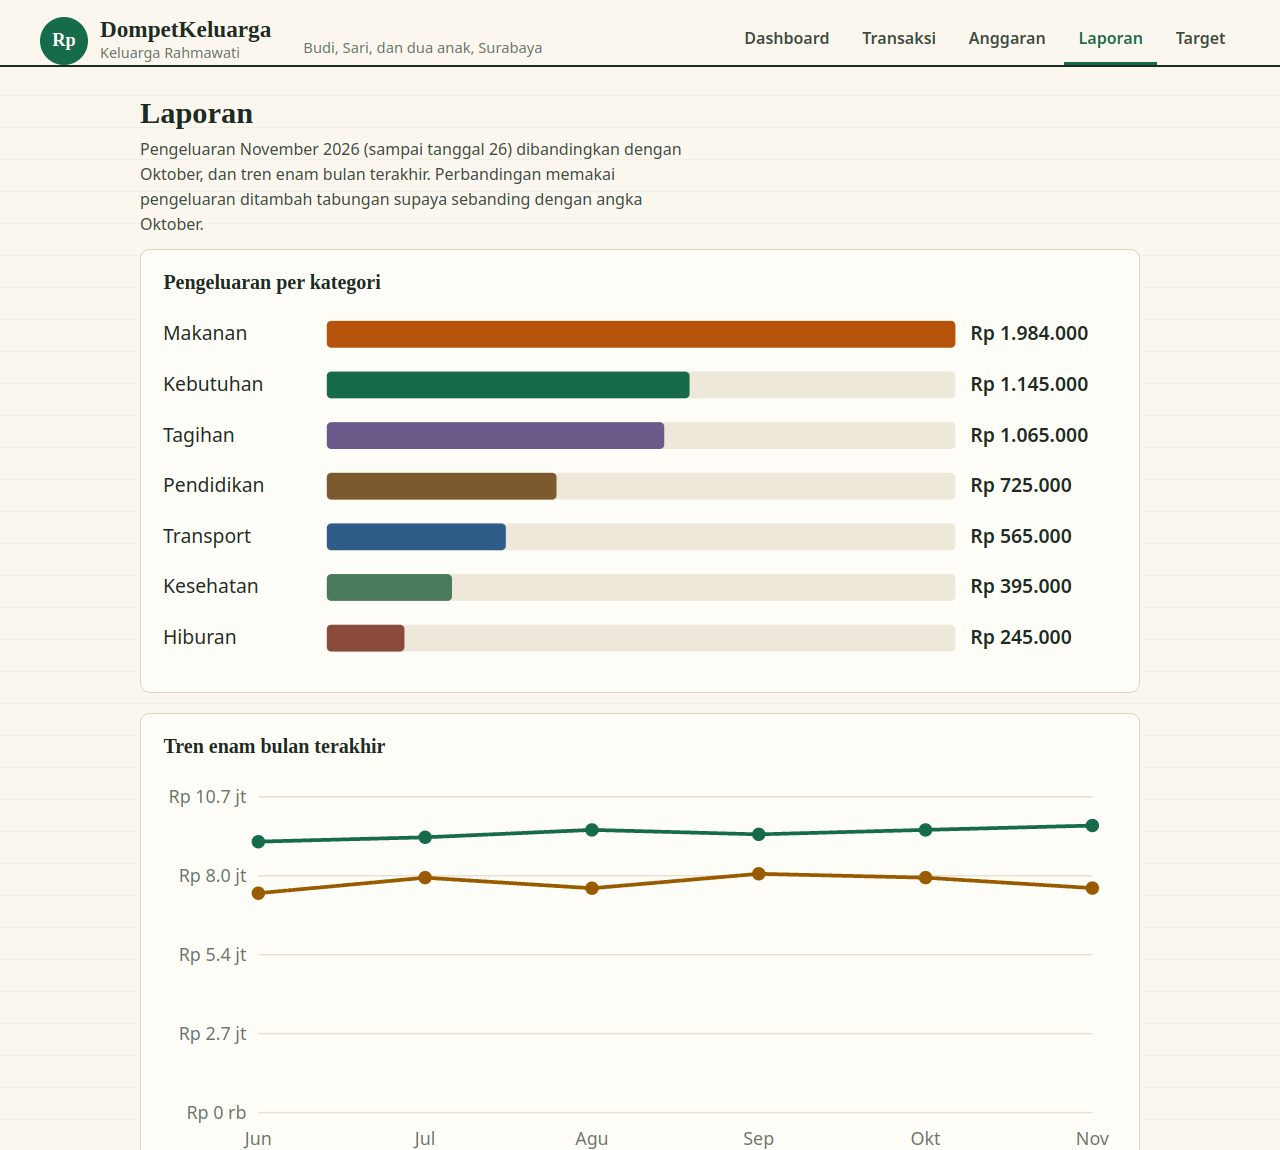 Rp
DompetKeluarga
Keluarga Rahmawati
Budi, Sari, dan dua anak, Surabaya
Dashboard
Transaksi
Anggaran
Laporan
Target
Laporan
Pengeluaran November 2026 (sampai tanggal 26) dibandingkan dengan
Oktober, dan tren enam bulan terakhir. Perbandingan memakai
pengeluaran ditambah tabungan supaya sebanding dengan angka
Oktober.
Pengeluaran per kategori
Makanan Rp 1.984.000
Kebutuhan Rp 1.145.000
Tagihan Rp 1.065.000
Pendidikan Rp 725.000
Transport Rp 565.000
Kesehatan Rp 395.000
Hiburan Rp 245.000
Tren enam bulan terakhir
Rp 10.7 jt
Rp 8.0 jt
Rp 5.4 jt
Rp 2.7 jt
Rp 0 rb
Jun Jul Agu Sep Okt Nov